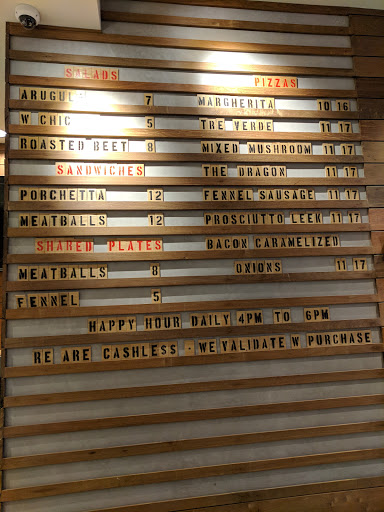 SALADS PIZZAS
ARUGUL 7 MARGHERITA 10 16
W CHIC 5 TRE VERDE 11 17
ROASTED BEET 8 MIXED MUSHROOM 11 17
SANDWICHES THE DRAGON 11 17
PORCHETTA 12 FENNEL SAUSAGE 11 17
MEATBALLS 12 PROSCIUTTO LEEK 11 17
SHARED PLATES BACON CARAMELIZED
MEATBALLS 8 ONIONS 11 17
FENNEL 5
HAPPY HOUR DAILY 4PM TO 6PM
RE ARE CASHLESS - WE VALIDATE W PURCHASE